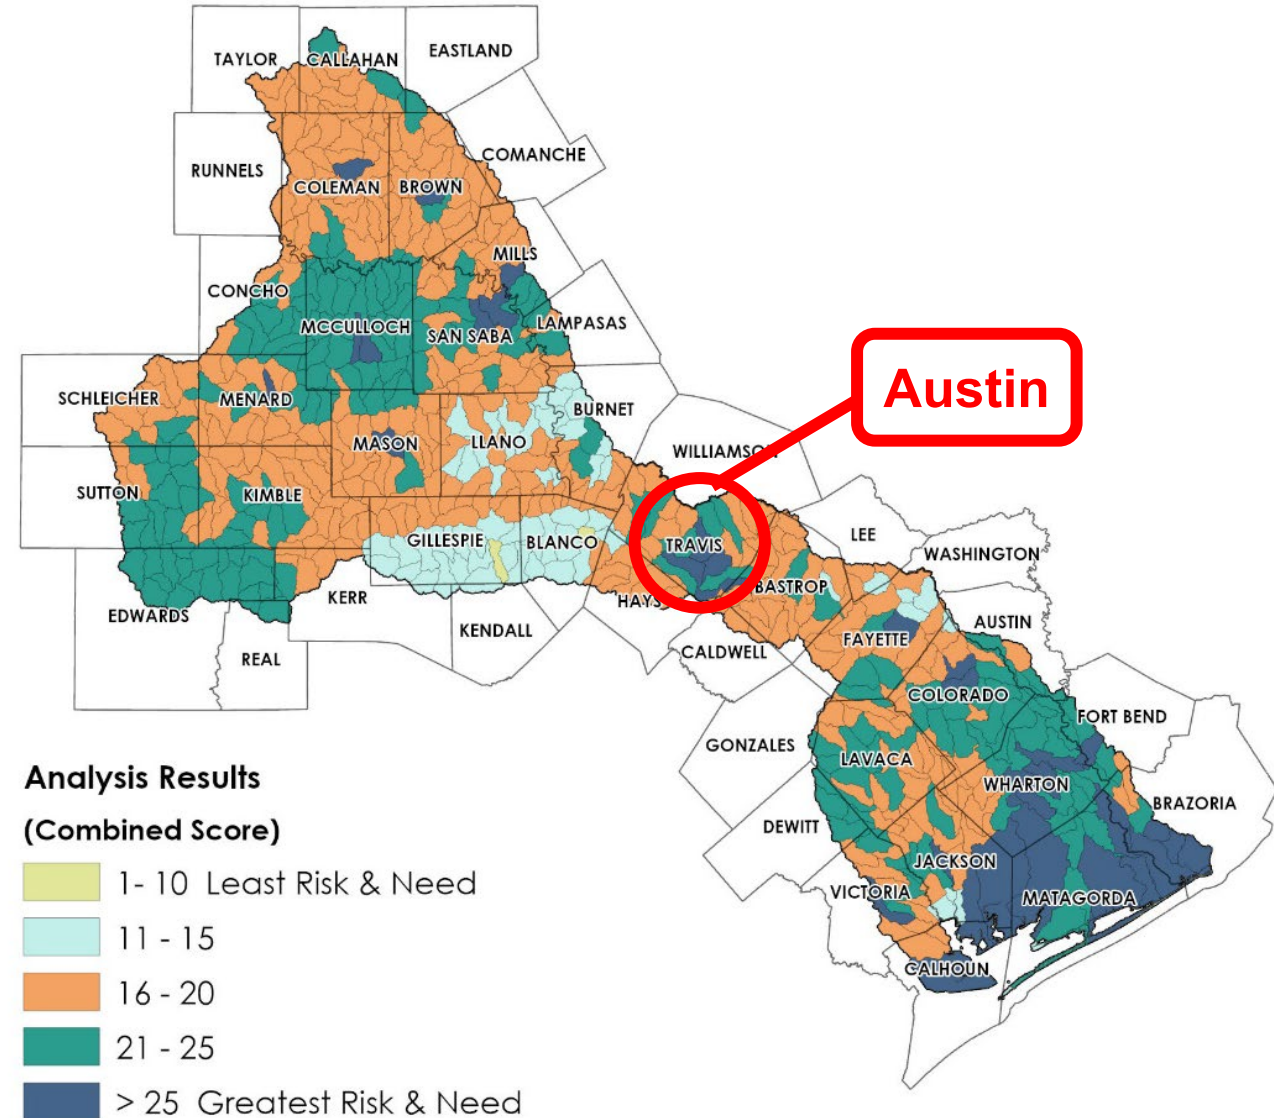 TAYLOR
CALLAHAN
EASTLAND
RUNNELS
COLEMAN
BROWN
COMANCHE
MILLS
CONCHO
MCCULLOCH
SAN SABA
LAMPASAS
SCHLEICHER
MENARD
MASON
LLANO
BURNET
WILLIAMSON
Austin
SUTTON
KIMBLE
GILLESPIE
BLANCO
TRAVIS
LEE
WASHINGTON
EDWARDS
KERR
KENDALL
HAYS
BASTROP
REAL
CALDWELL
FAYETTE
AUSTIN
COLORADO
FORT BEND
GONZALES
LAVACA
WHARTON
BRAZORIA
DEWITT
JACKSON
VICTORIA
MATAGORDA
CALHOUN
Analysis Results
(Combined Score)
1- 10 Least Risk & Need
11 - 15
16 - 20
21 - 25
> 25 Greatest Risk & Need